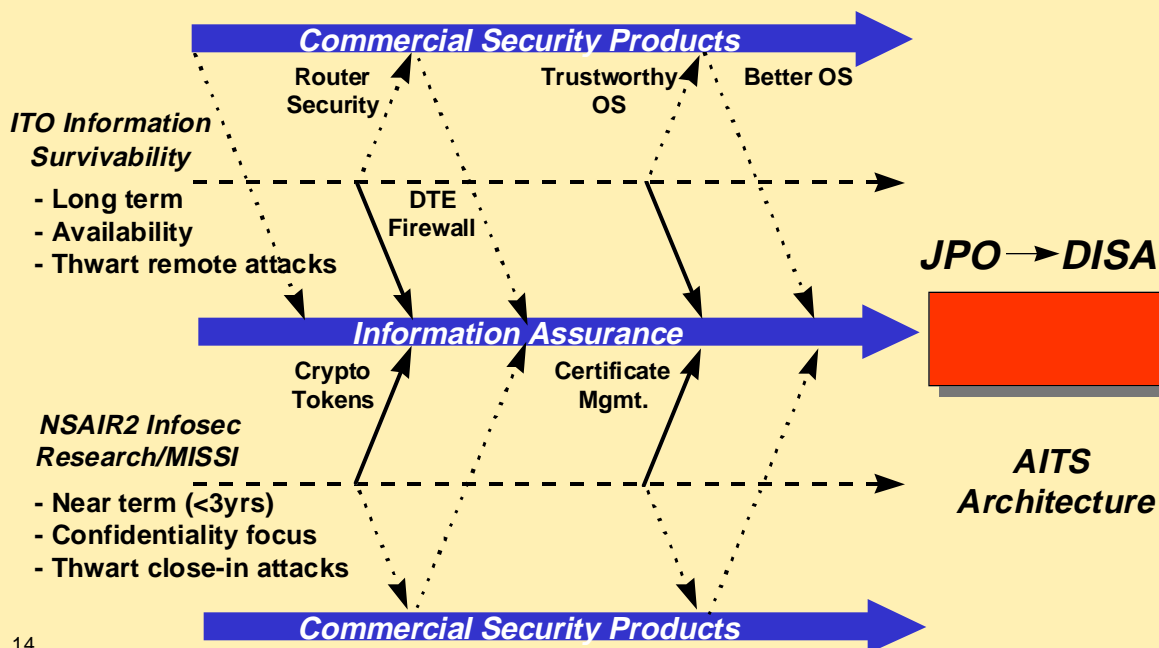 Commercial Security Products
Router
Security
Trustworthy
OS
Better OS
ITO Information
Survivability
- Long term
- Availability
- Thwart remote attacks
DTE
Firewall
JPO DISA
Information Assurance
Crypto
Tokens
Certificate
Mgmt.
NSAIR2 Infosec
Research/MISSI
- Near term (<3yrs)
- Confidentiality focus
- Thwart close-in attacks
AITS
Architecture
Commercial Security Products
14